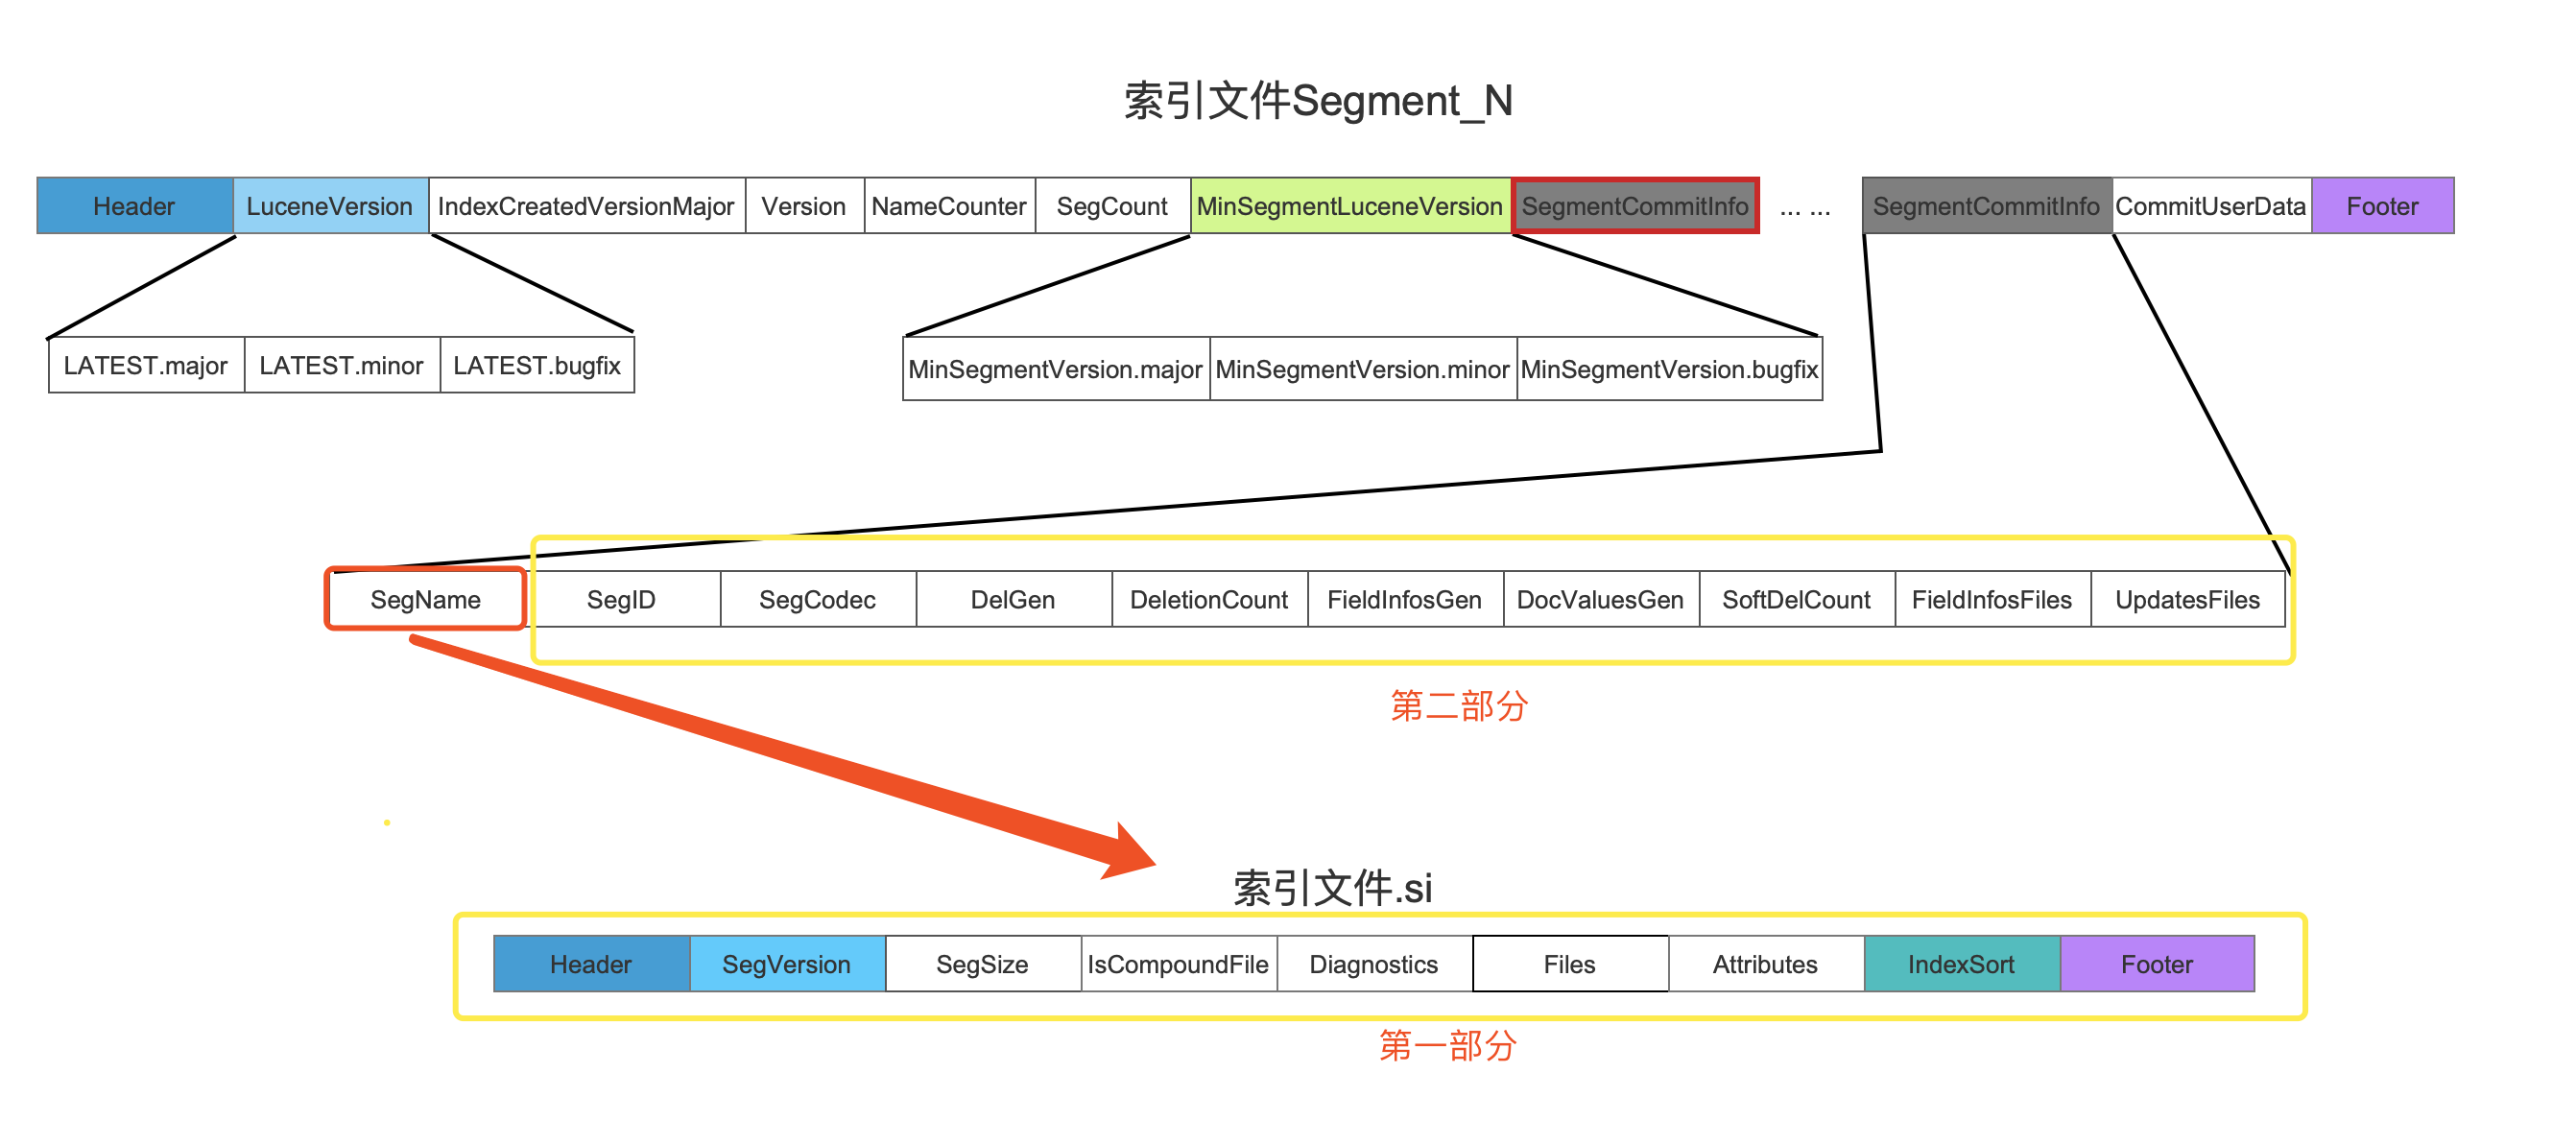 索引文件Segment_N
Header LuceneVersion IndexCreatedVersionMajor Version NameCounter SegCount MinSegmentLuceneVersion SegmentCommitInfo ... ... SegmentCommitInfo CommitUserData Footer
LATEST.major LATEST.minor LATEST.bugfix
MinSegmentVersion.major MinSegmentVersion.minor MinSegmentVersion.bugfix
SegName SegID SegCodec DelGen DeletionCount FieldInfosGen DocValuesGen SoftDelCount FieldInfosFiles UpdatesFiles
第二部分
索引文件.si
Header SegVersion SegSize IsCompoundFile Diagnostics Files Attributes IndexSort Footer
第一部分